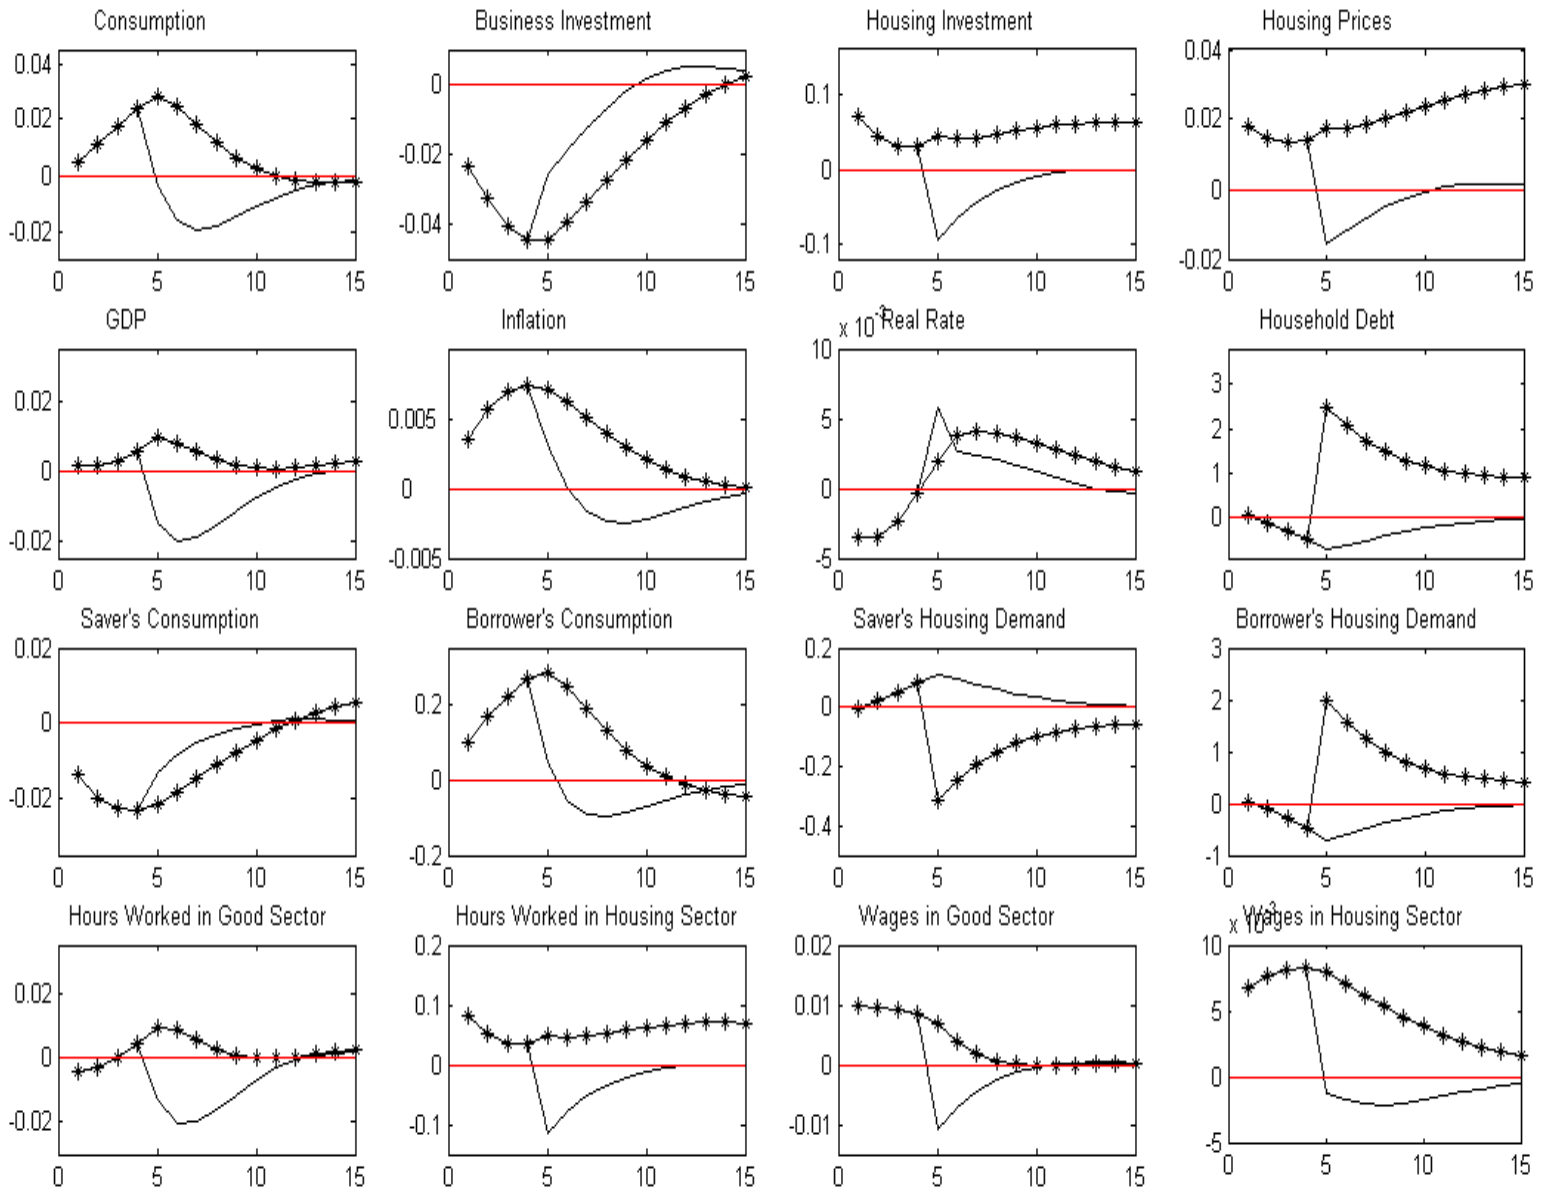 Consumption Business Investment Housing Investment Housing Prices
0.04 0.02 0 -0.02 0 5 10 15
0 -0.02 -0.04 0 5 10 15
0.1 0 -0.1 0 5 10 15
0.04 0.02 0 -0.02 0 5 10 15
GDP Inflation Real Rate Household Debt
0.02 0 -0.02 0 5 10 15
0.005 0 -0.005 0 5 10 15
x 10-3 10 5 0 -5 0 5 10 15
3 2 1 0 0 5 10 15
Saver's Consumption Borrower's Consumption Saver's Housing Demand Borrower's Housing Demand
0.02 0 -0.02 0 5 10 15
0.2 0 -0.2 0 5 10 15
0.2 0 -0.2 -0.4 0 5 10 15
3 2 1 0 -1 0 5 10 15
Hours Worked in Good Sector Hours Worked in Housing Sector Wages in Good Sector Wages in Housing Sector
0.02 0 -0.02 0 5 10 15
0.2 0.1 0 -0.1 0 5 10 15
0.02 0.01 0 -0.01 0 5 10 15
x 10-3 10 5 0 -5 0 5 10 15